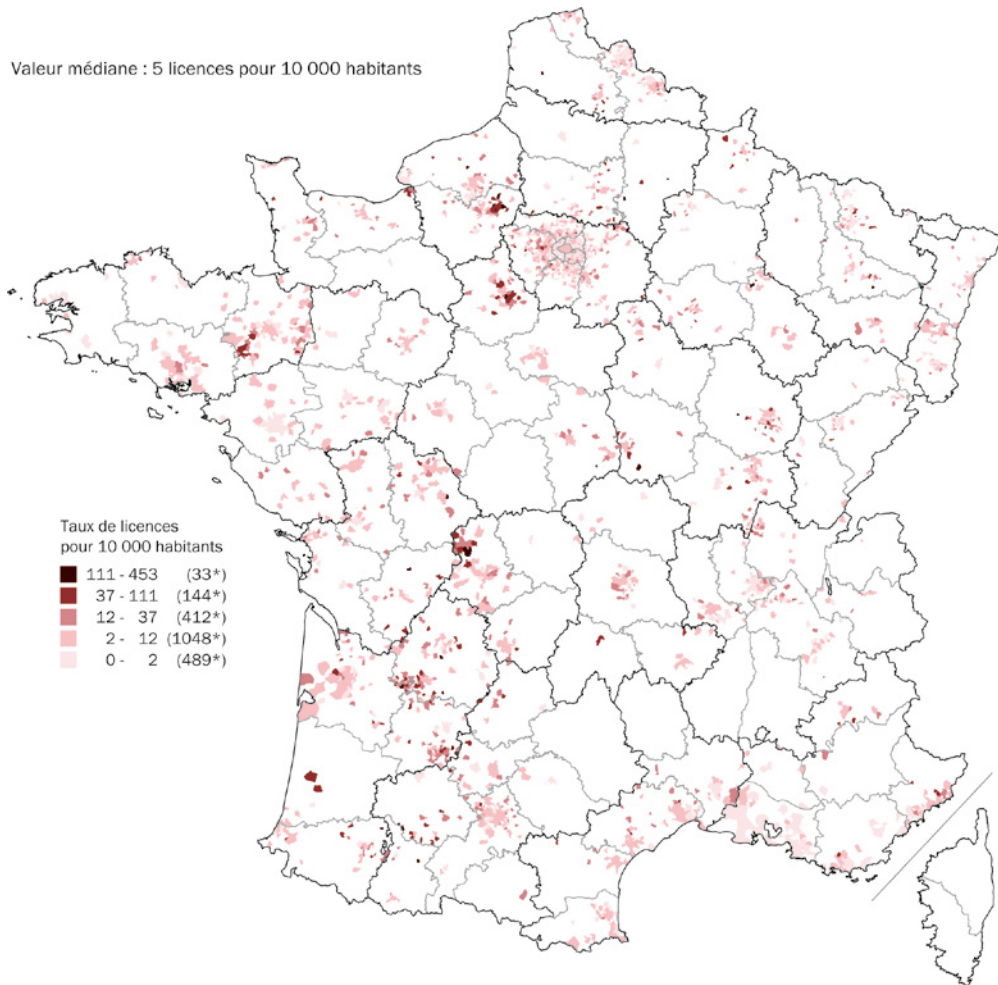 Valeur médiane : 5 licences pour 10 000 habitants
Taux de licences
pour 10 000 habitants
111 - 453 (33*)
37 - 111 (144*)
12 - 37 (412*)
2 - 12 (1048*)
0 - 2 (489*)